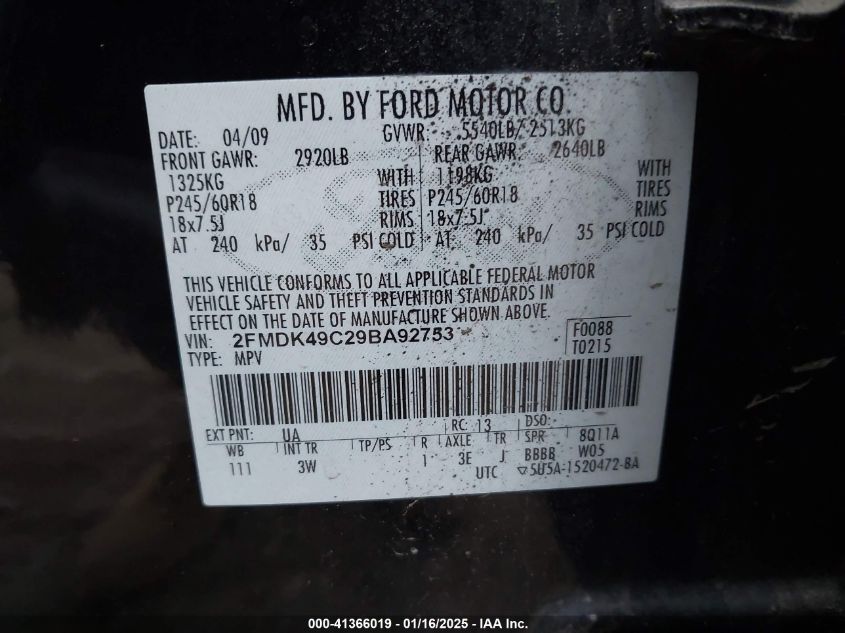 MFD. BY FORD MOTOR CO.
DATE: 04/09 GVWR: 5540LB/ 2513KG
FRONT GAWR: 2920LB REAR GAWR: 2640LB
1325KG WITH 1198KG WITH
P245/60R18 TIRES P245/60R18 TIRES
18x7.5J RIMS 18x7.5J RIMS
AT 240 kPa/ 35 PSI COLD AT 240 kPa/ 35 PSI COLD
THIS VEHICLE CONFORMS TO ALL APPLICABLE FEDERAL MOTOR
VEHICLE SAFETY AND THEFT PREVENTION STANDARDS IN
EFFECT ON THE DATE OF MANUFACTURE SHOWN ABOVE.
VIN: 2FMDK49C29BA92753 F0088
TYPE: MPV T0215
EXT PNT: UA RC: 13 DSO:
WB INT TR TP/PS R AXLE TR SPR 8Q11A
111 3W 1 3E J BBBB W05
UTC ▽5U5A-1520472-BA
000-41366019 - 01/16/2025 - IAA Inc.